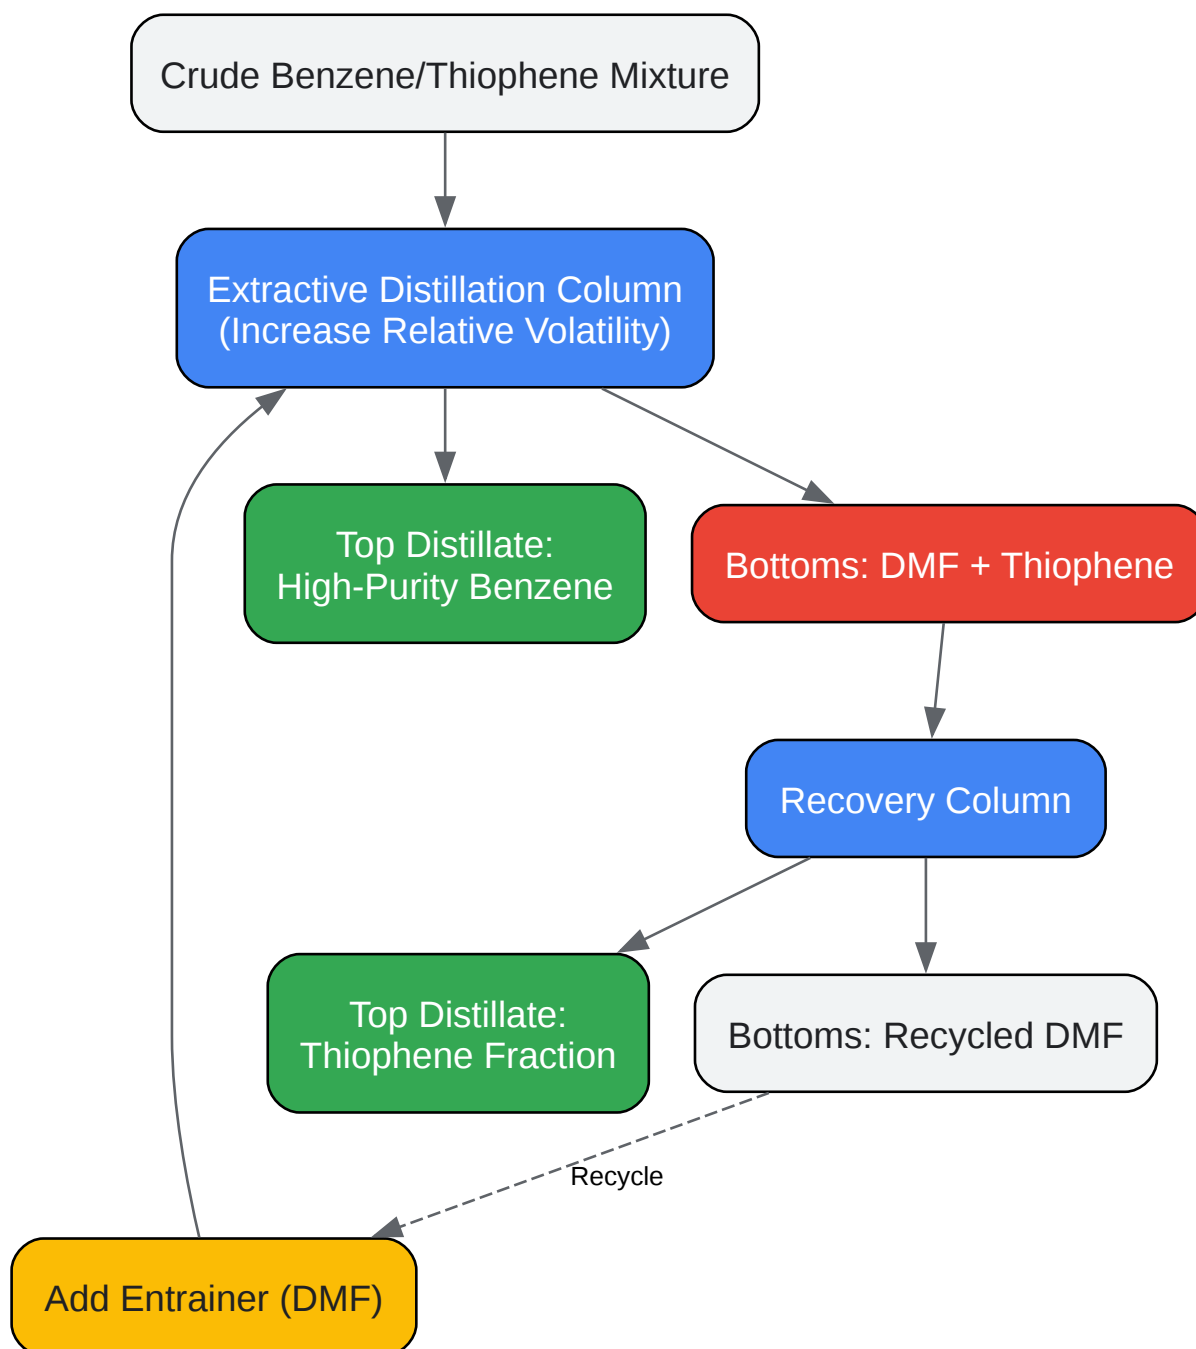 Crude Benzene/Thiophene Mixture
Extractive Distillation Column
(Increase Relative Volatility)
Top Distillate:
High-Purity Benzene
Bottoms: DMF + Thiophene
Recovery Column
Top Distillate:
Thiophene Fraction
Bottoms: Recycled DMF
Recycle
Add Entrainer (DMF)